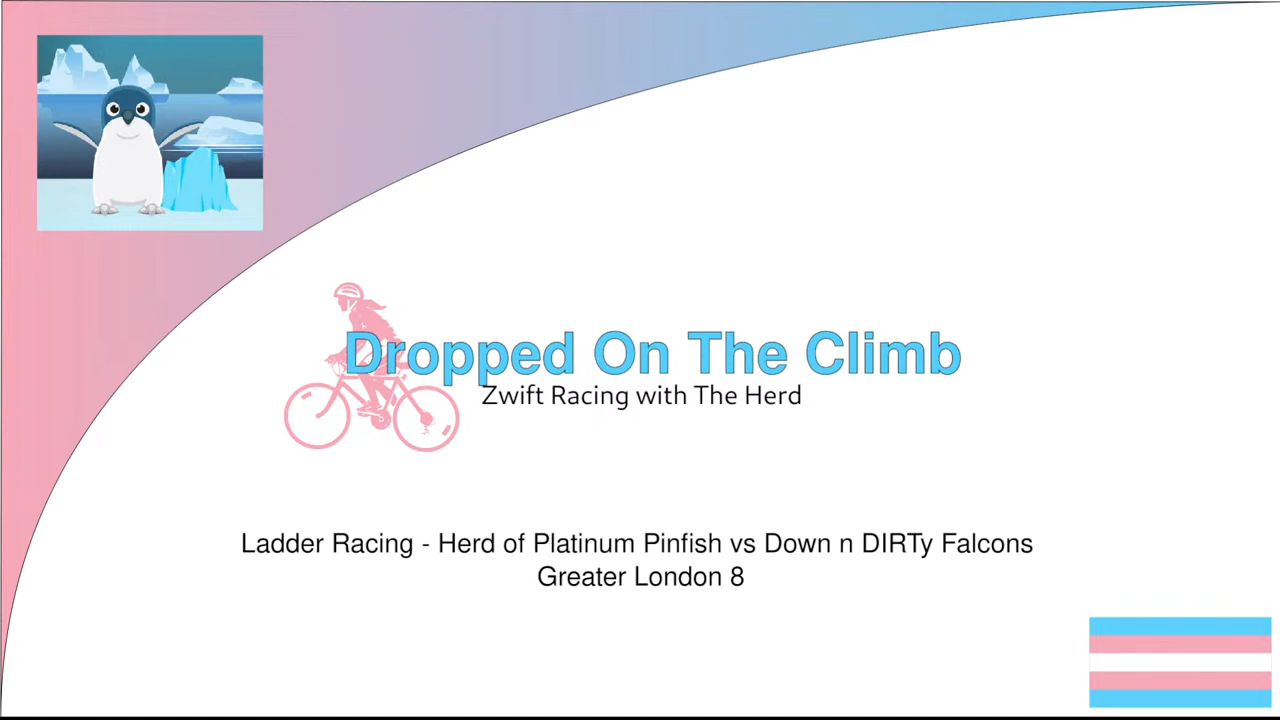 Dropped On The Climb
Zwift Racing with The Herd
Ladder Racing - Herd of Platinum Pinfish vs Down n DIRTy Falcons
Greater London 8